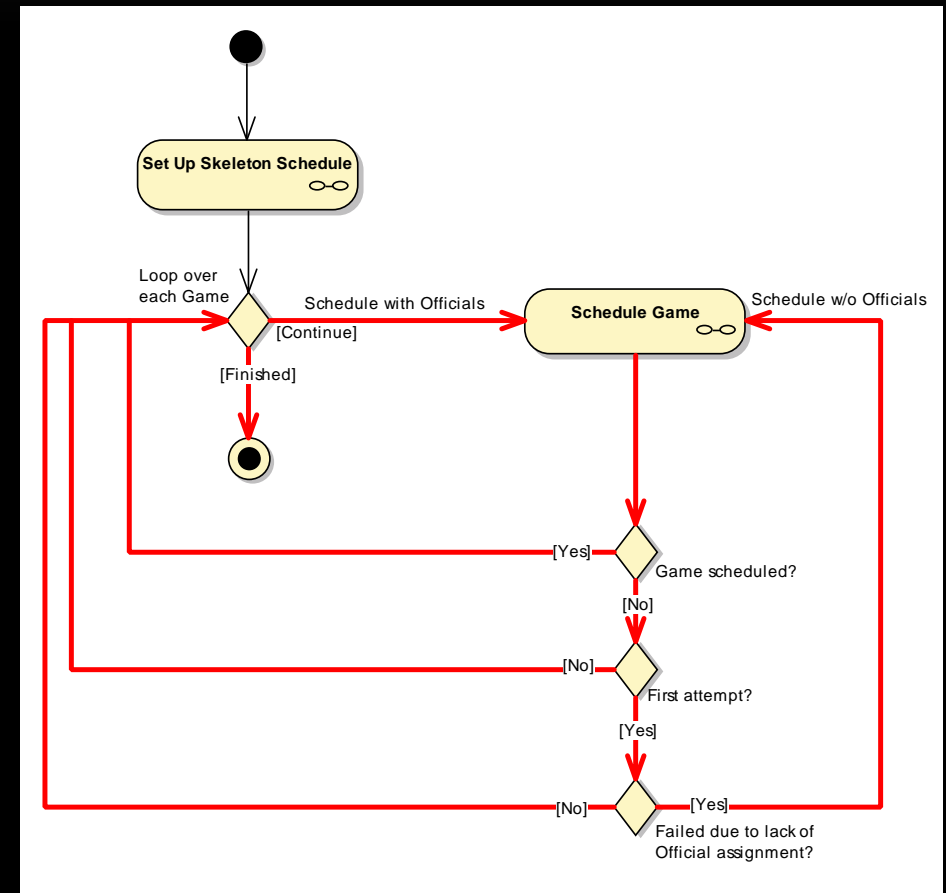 Set Up Skeleton Schedule
Loop over
each Game
Schedule with Officials
[Continue]
Schedule Game
Schedule w/o Officials
[Finished]
[Yes]
Game scheduled?
[No]
[No]
First attempt?
[Yes]
[No]
[Yes]
Failed due to lack of
Official assignment?